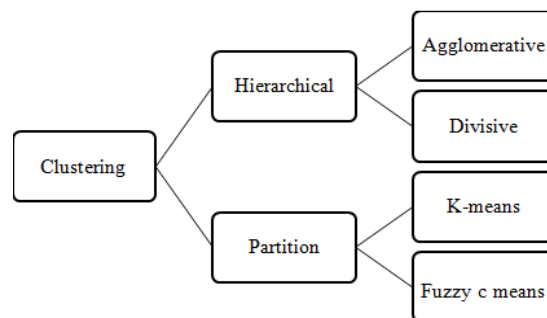 Clustering
Hierarchical
Agglomerative
Divisive
Partition
K-means
Fuzzy c means